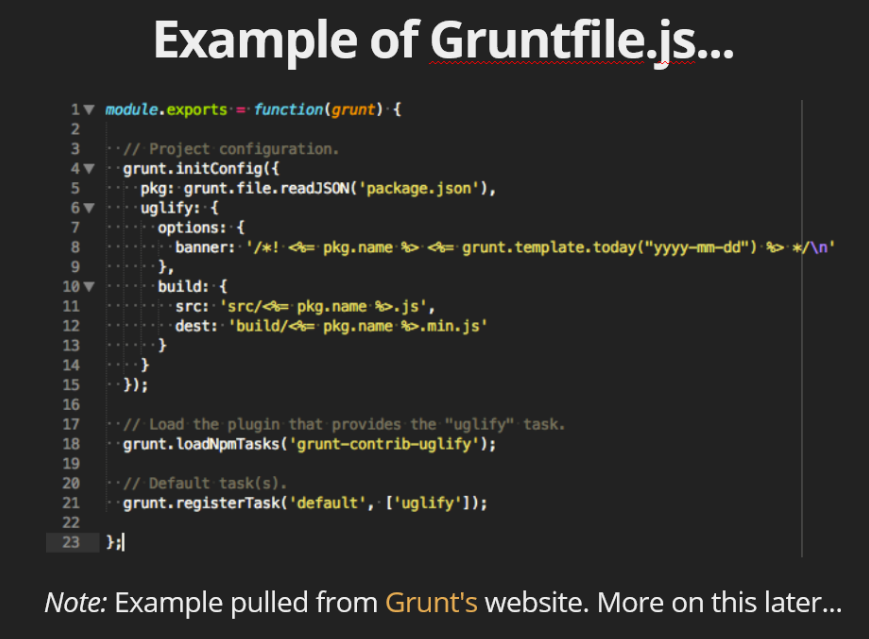 Example of Gruntfile.js...
1 module.exports = function(grunt) {
2
3   // Project configuration.
4   grunt.initConfig({
5     pkg: grunt.file.readJSON('package.json'),
6     uglify: {
7       options: {
8         banner: '/*! <%= pkg.name %> <%= grunt.template.today("yyyy-mm-dd") %> */\n'
9       },
10       build: {
11         src: 'src/<%= pkg.name %>.js',
12         dest: 'build/<%= pkg.name %>.min.js'
13       }
14     }
15   });
16
17   // Load the plugin that provides the "uglify" task.
18   grunt.loadNpmTasks('grunt-contrib-uglify');
19
20   // Default task(s).
21   grunt.registerTask('default', ['uglify']);
22
23 };
Note: Example pulled from Grunt's website. More on this later...